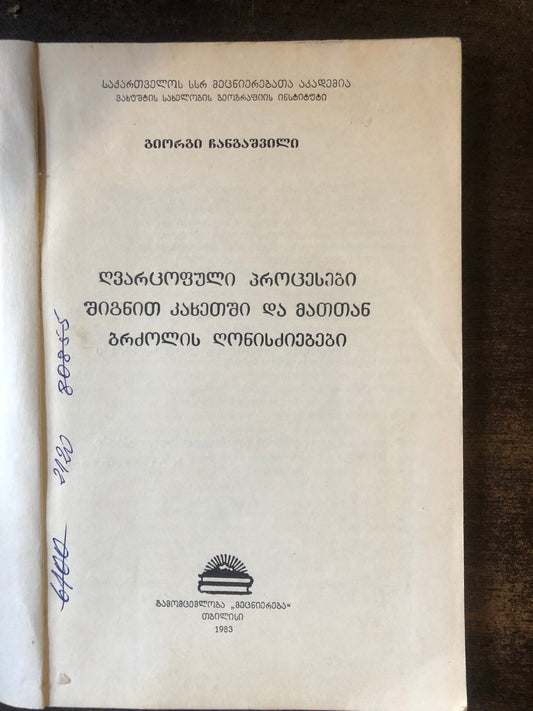 საქართველოს სსრ მეცნიერებათა აკადემია
ვახუშტის სახელობის გეოგრაფიის ინსტიტუტი
გიორგი ჩანგაშვილი
ღვარცოფული პროცესები
შიგნით კახეთში და მათთან
ბრძოლის ღონისძიებები
გამომცემლობა „მეცნიერება“
თბილისი
1983
2120